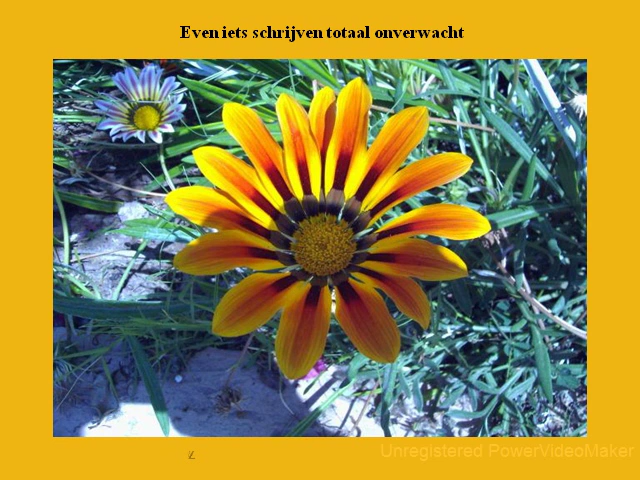 Even iets schrijven totaal onverwacht
Unregistered PowerVideoMaker